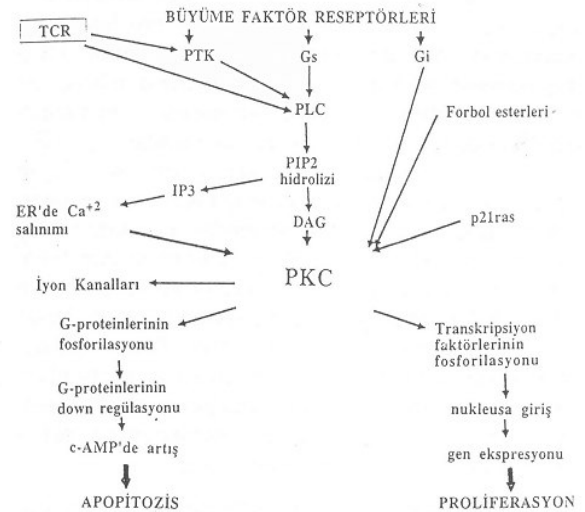 BÜYÜME FAKTÖR RESEPTÖRLERİ
TCR
PTK
Gs
Gi
PLC
Forbol esterleri
PIP2
hidrolizi
IP3
ER'de Ca+2
salınımı
DAG
p21ras
PKC
İyon Kanalları
G-proteinlerinin
fosforilasyonu
Transkripsiyon
faktörlerinin
fosforilasyonu
G-proteinlerinin
down regülasyonu
nukleusa giriş
c-AMP'de artış
gen ekspresyonu
APOPİTOZİS
PROLİFERASYON